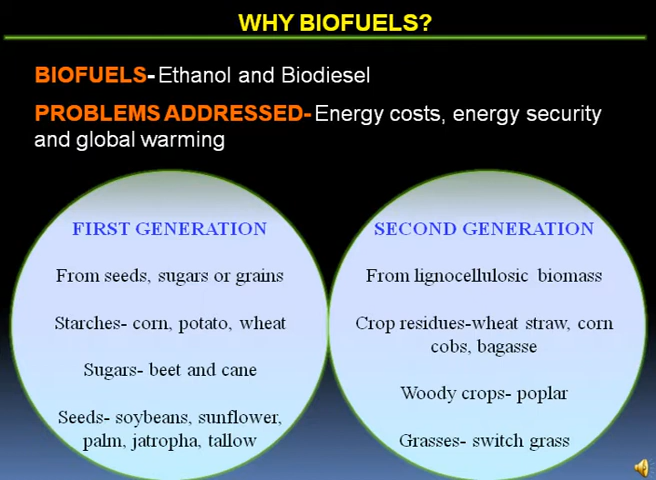 WHY BIOFUELS?
BIOFUELS- Ethanol and Biodiesel
PROBLEMS ADDRESSED- Energy costs, energy security
and global warming
FIRST GENERATION
From seeds, sugars or grains
Starches- corn, potato, wheat
Sugars- beet and cane
Seeds- soybeans, sunflower,
palm, jatropha, tallow
SECOND GENERATION
From lignocellulosic biomass
Crop residues-wheat straw, corn
cobs, bagasse
Woody crops- poplar
Grasses- switch grass